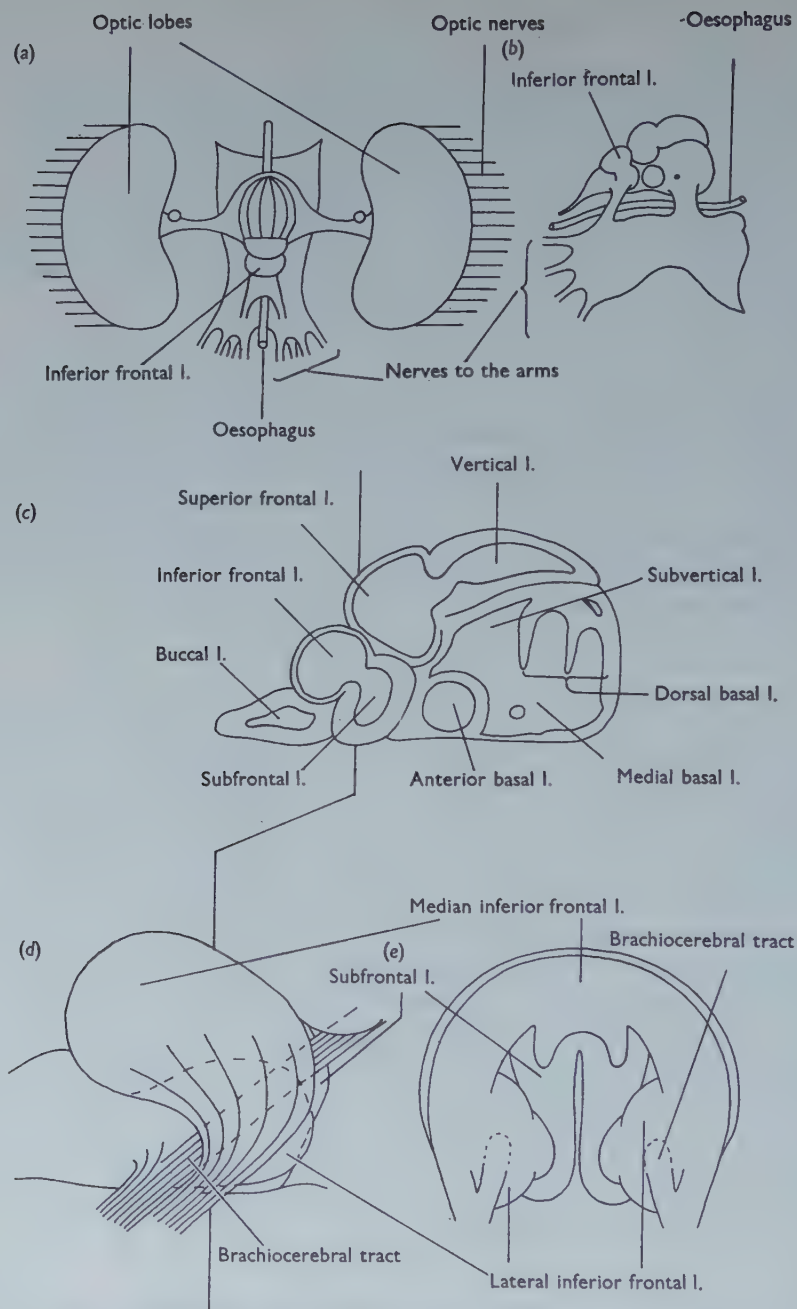 Optic lobes
Optic nerves
-Oesophagus
(a)
(b)
Inferior frontal l.
Inferior frontal l.
Nerves to the arms
Oesophagus
(c)
Vertical l.
Superior frontal l.
Inferior frontal l.
Subvertical l.
Buccal l.
Dorsal basal l.
Subfrontal l.
Anterior basal l.
Medial basal l.
Median inferior frontal l.
(d)
(e)
Brachiocerebral tract
Subfrontal l.
Brachiocerebral tract
Lateral inferior frontal l.